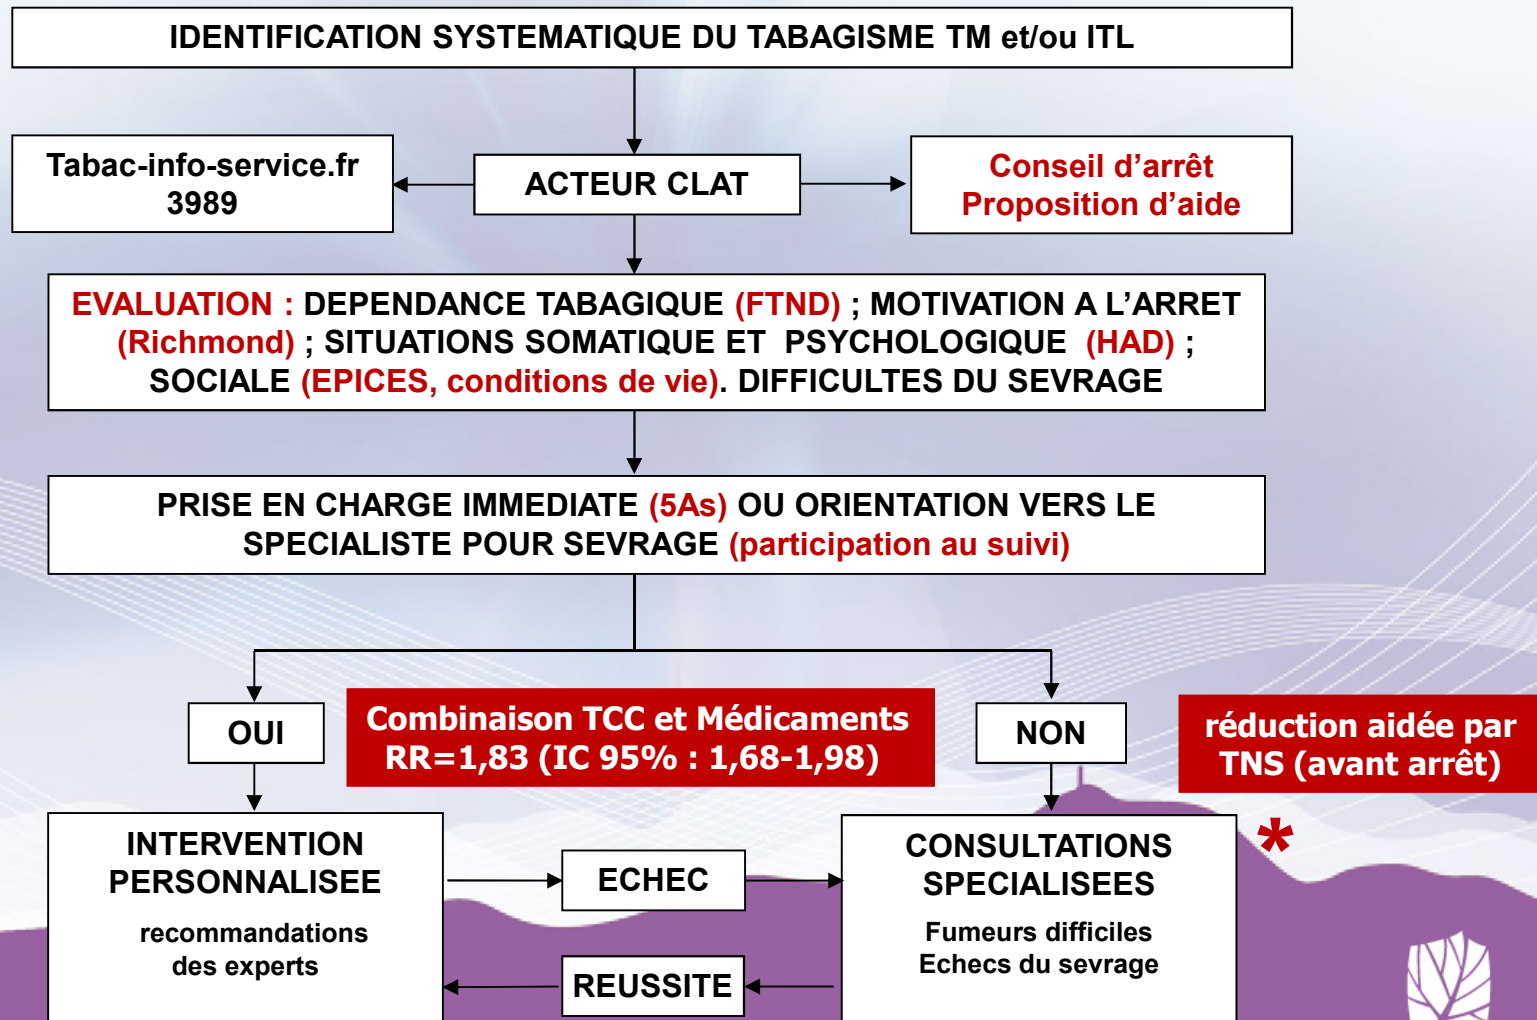 IDENTIFICATION SYSTEMATIQUE DU TABAGISME TM et/ou ITL
Tabac-info-service.fr
3989
ACTEUR CLAT
Conseil d’arrêt
Proposition d’aide
EVALUATION : DEPENDANCE TABAGIQUE (FTND) ; MOTIVATION A L’ARRET
(Richmond) ; SITUATIONS SOMATIQUE ET PSYCHOLOGIQUE (HAD) ;
SOCIALE (EPICES, conditions de vie). DIFFICULTES DU SEVRAGE
PRISE EN CHARGE IMMEDIATE (5As) OU ORIENTATION VERS LE
SPECIALISTE POUR SEVRAGE (participation au suivi)
OUI
Combinaison TCC et Médicaments
RR=1,83 (IC 95% : 1,68-1,98)
NON
réduction aidée par
TNS (avant arrêt)
*
INTERVENTION
PERSONNALISEE
recommandations
des experts
ECHEC
REUSSITE
CONSULTATIONS
SPECIALISEES
Fumeurs difficiles
Echecs du sevrage